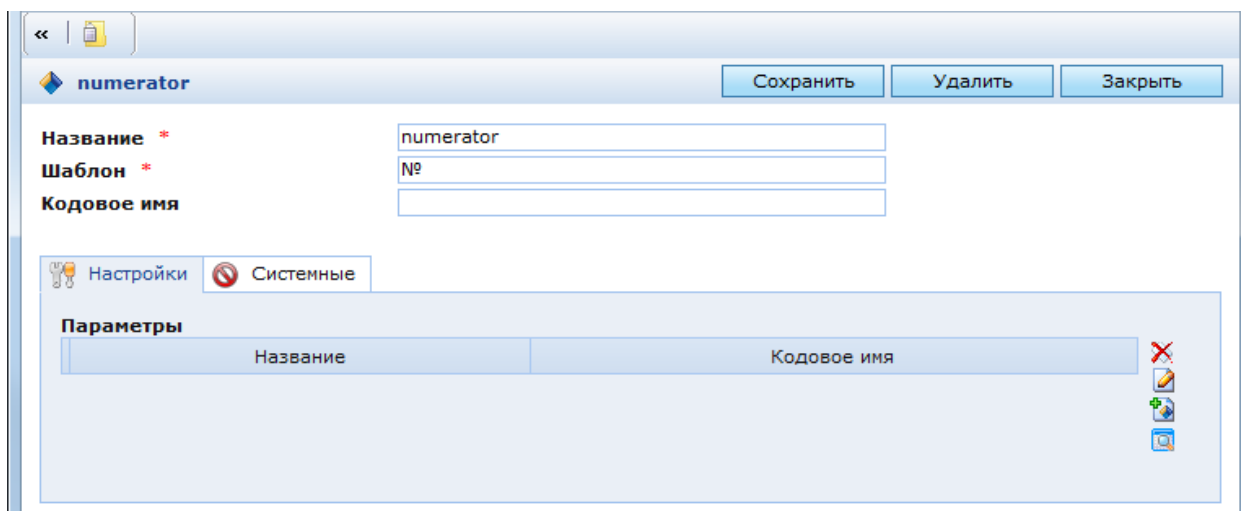 «
numerator Сохранить Удалить Закрыть
Название * numerator
Шаблон * №
Кодовое имя
Настройки Системные
Параметры
Название Кодовое имя